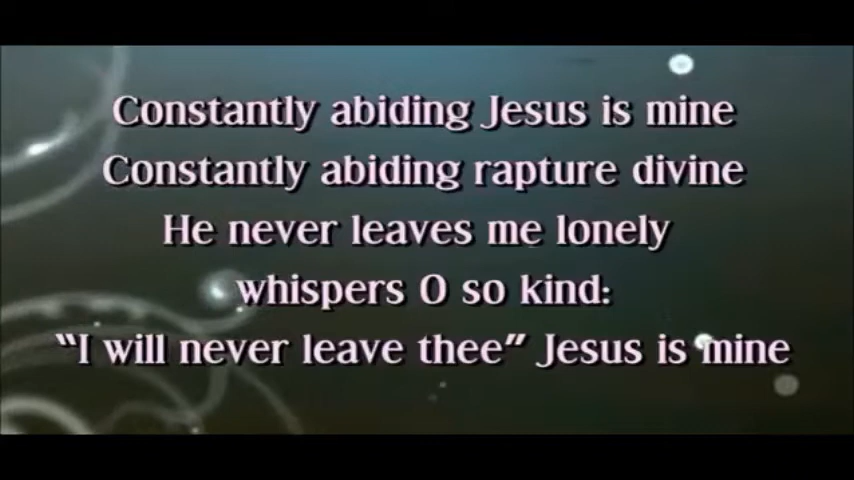 Constantly abiding Jesus is mine
Constantly abiding rapture divine
He never leaves me lonely
whispers O so kind:
“I will never leave thee” Jesus is mine